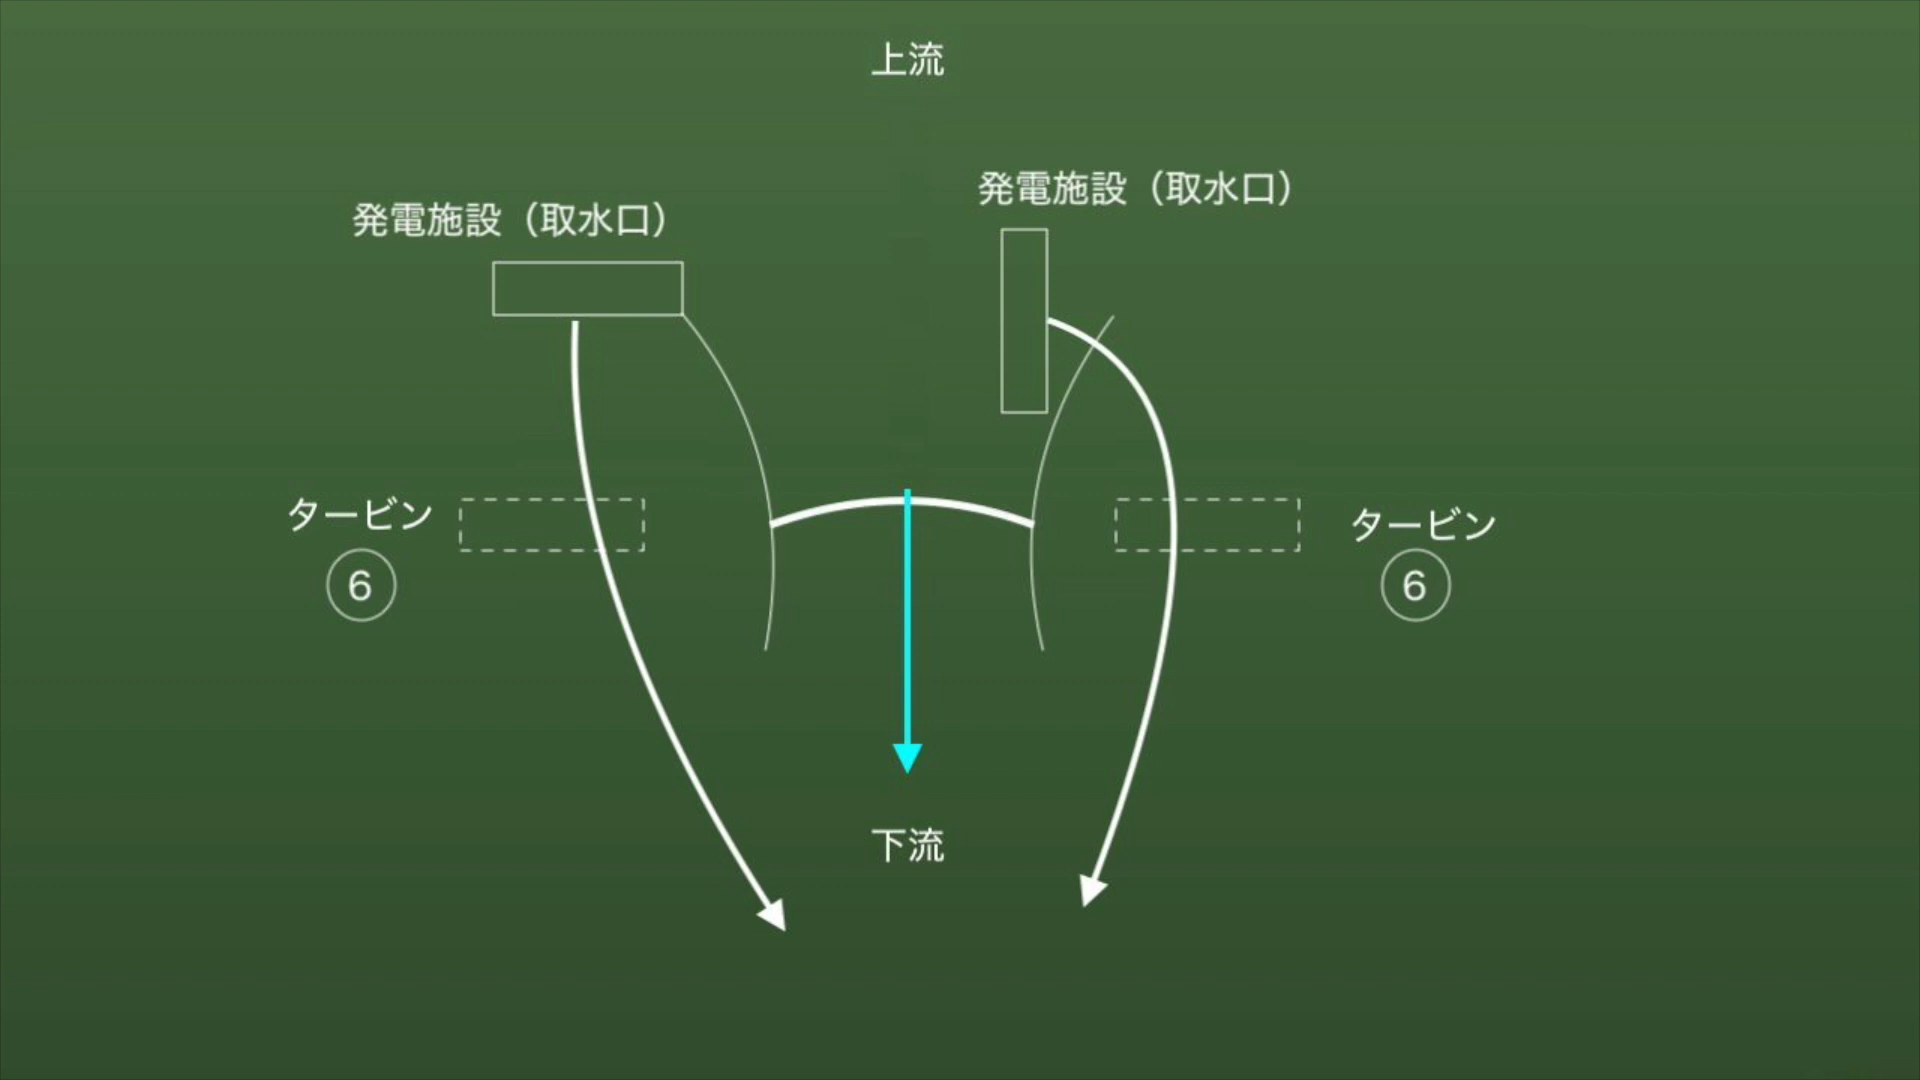 上流
発電施設（取水口）
発電施設（取水口）
タービン
6
タービン
6
下流